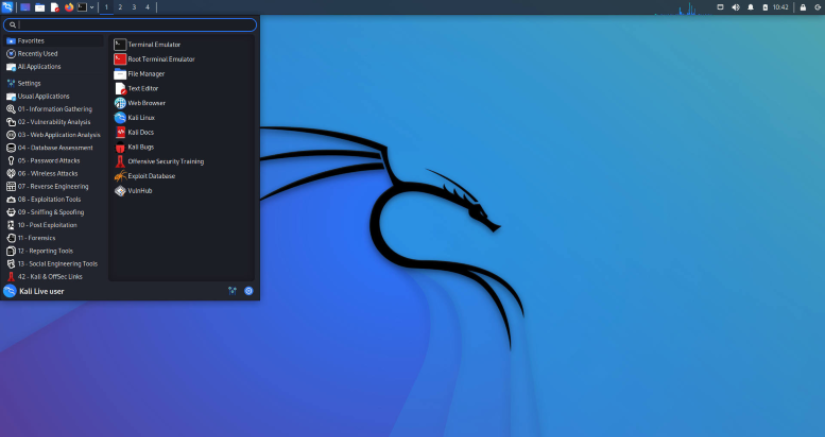 1 2 3 4
10:42
Favorites
Recently Used
All Applications
Settings
Usual Applications
01 - Information Gathering
02 - Vulnerability Analysis
03 - Web Application Analysis
04 - Database Assessment
05 - Password Attacks
06 - Wireless Attacks
07 - Reverse Engineering
08 - Exploitation Tools
09 - Sniffing & Spoofing
10 - Post Exploitation
11 - Forensics
12 - Reporting Tools
13 - Social Engineering Tools
42 - Kali & OffSec Links
Terminal Emulator
Root Terminal Emulator
File Manager
Text Editor
Web Browser
Kali Linux
Kali Docs
Kali Bugs
Offensive Security Training
Exploit Database
VulnHub
Kali Live user